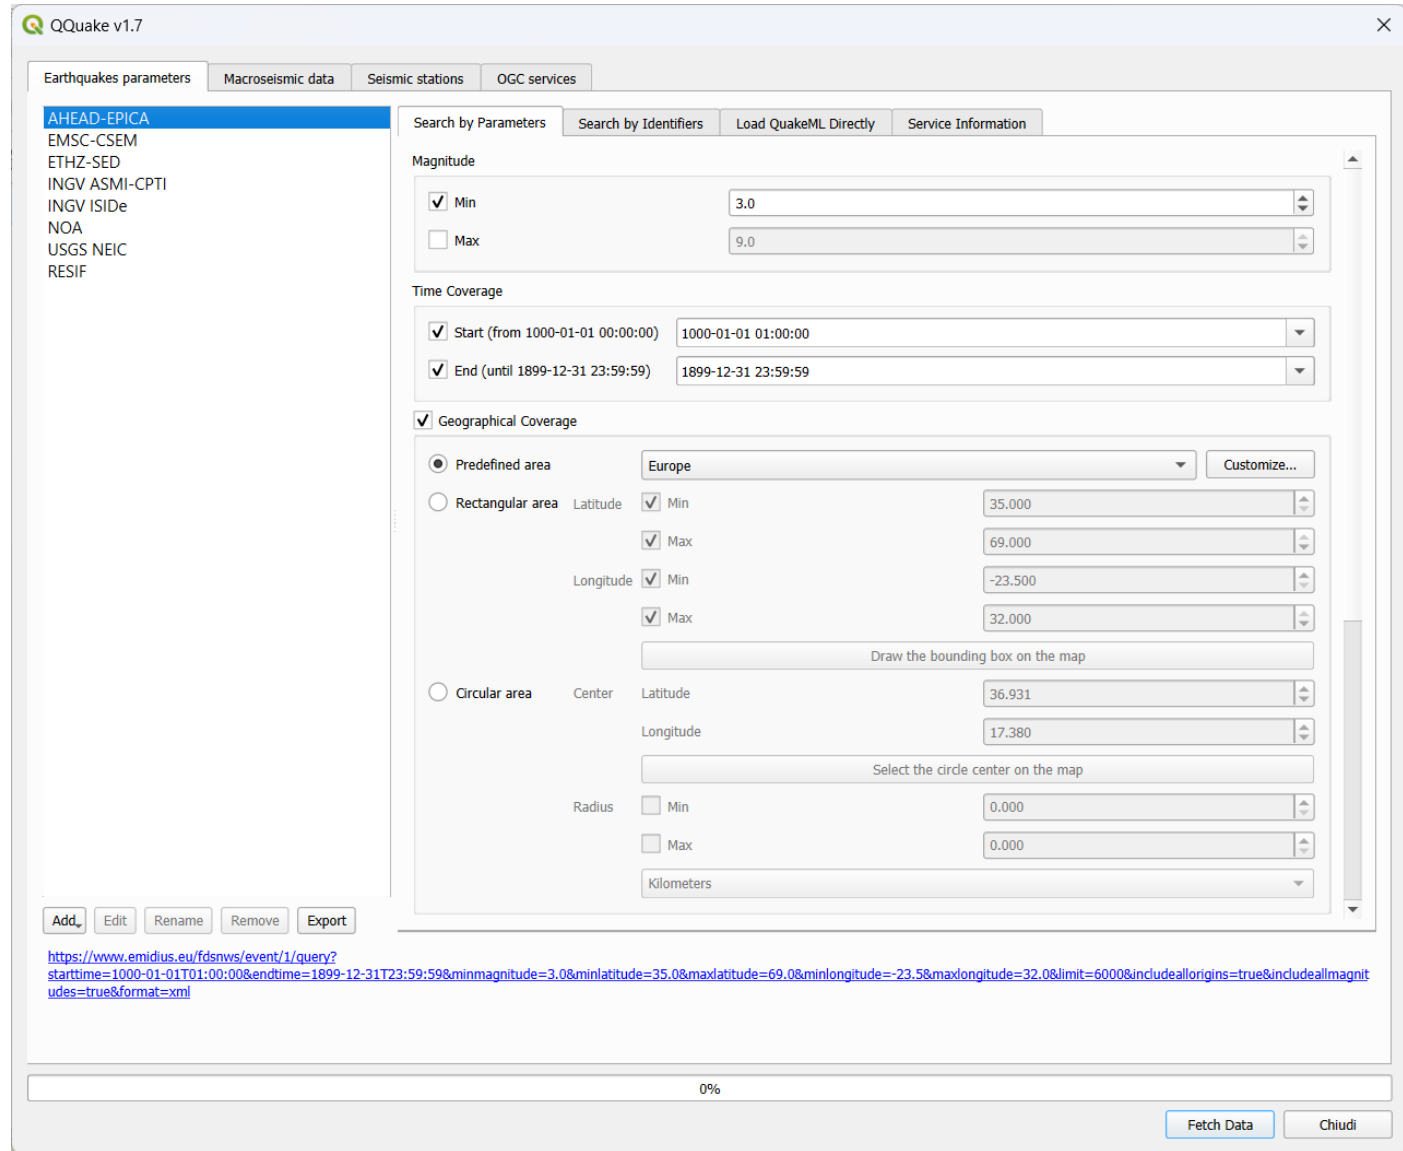 QQuake v1.7
Earthquakes parameters
Macroseismic data
Seismic stations
OGC services
AHEAD-EPICA
EMSC-CSEM
ETHZ-SED
INGV ASMI-CPTI
INGV ISIDe
NOA
USGS NEIC
RESIF
Add
Edit
Rename
Remove
Export
Search by Parameters
Search by Identifiers
Load QuakeML Directly
Service Information
Magnitude
Min 3.0
Max 9.0
Time Coverage
Start (from 1000-01-01 00:00:00) 1000-01-01 01:00:00
End (until 1899-12-31 23:59:59) 1899-12-31 23:59:59
Geographical Coverage
Predefined area Europe Customize...
Rectangular area Latitude Min 35.000
Max 69.000
Longitude Min -23.500
Max 32.000
Draw the bounding box on the map
Circular area Center Latitude 36.931
Longitude 17.380
Select the circle center on the map
Radius Min 0.000
Max 0.000
Kilometers
https://www.emidius.eu/fdsnws/event/1/query?
starttime=1000-01-01T01:00:00&endtime=1899-12-31T23:59:59&minmagnitude=3.0&minlatitude=35.0&maxlatitude=69.0&minlongitude=-23.5&maxlongitude=32.0&limit=6000&includeallorigins=true&includeallmagnit
udes=true&format=xml
0%
Fetch Data
Chiudi